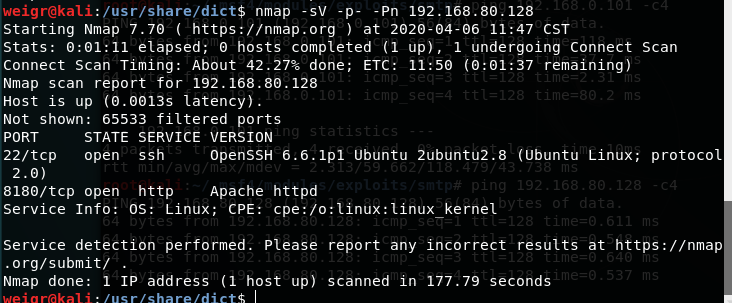 weigr@kali:/usr/share/dict$ nmap -sV -p- -Pn 192.168.80.128
Starting Nmap 7.70 ( https://nmap.org ) at 2020-04-06 11:47 CST
Stats: 0:01:11 elapsed; 0 hosts completed (1 up), 1 undergoing Connect Scan
Connect Scan Timing: About 42.27% done; ETC: 11:50 (0:01:37 remaining)
Nmap scan report for 192.168.80.128
Host is up (0.0013s latency).
Not shown: 65533 filtered ports
PORT     STATE SERVICE VERSION
22/tcp   open  ssh     OpenSSH 6.6.1p1 Ubuntu 2ubuntu2.8 (Ubuntu Linux; protocol
 2.0)
8180/tcp open  http    Apache httpd
Service Info: OS: Linux; CPE: cpe:/o:linux:linux_kernel

Service detection performed. Please report any incorrect results at https://nmap
.org/submit/ .
Nmap done: 1 IP address (1 host up) scanned in 177.79 seconds
weigr@kali:/usr/share/dict$